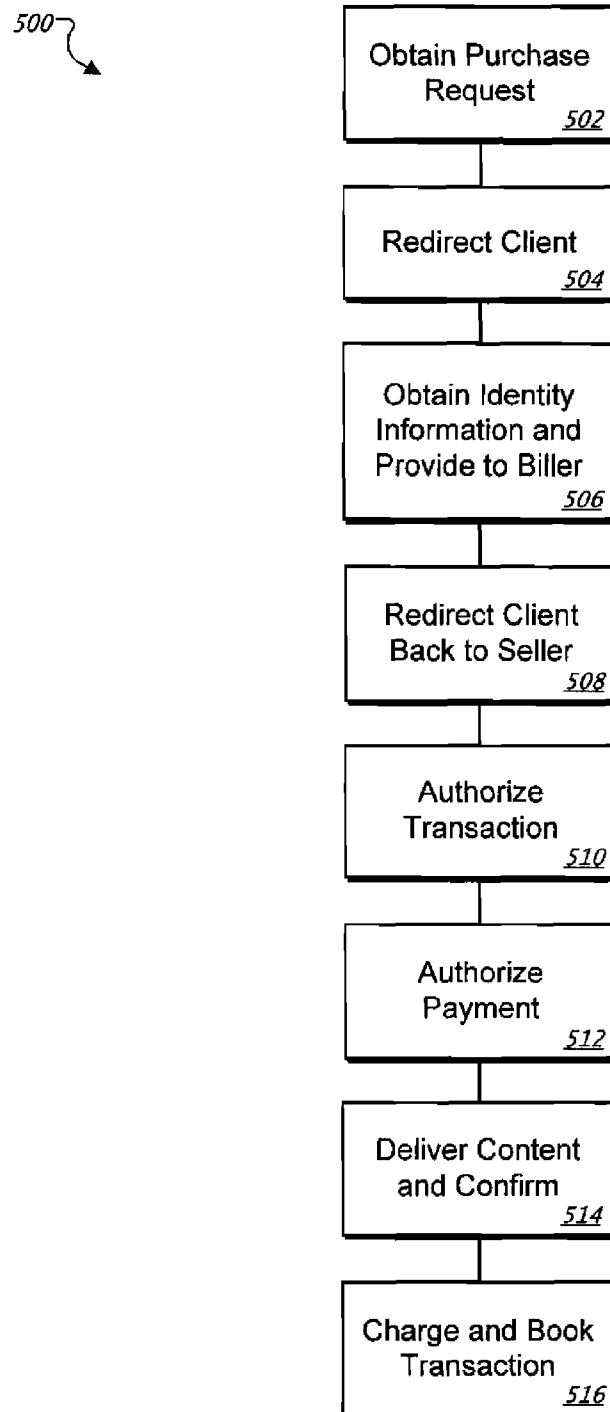 500
Obtain Purchase
Request
502
Redirect Client
504
Obtain Identity
Information and
Provide to Biller
506
Redirect Client
Back to Seller
508
Authorize
Transaction
510
Authorize
Payment
512
Deliver Content
and Confirm
514
Charge and Book
Transaction
516